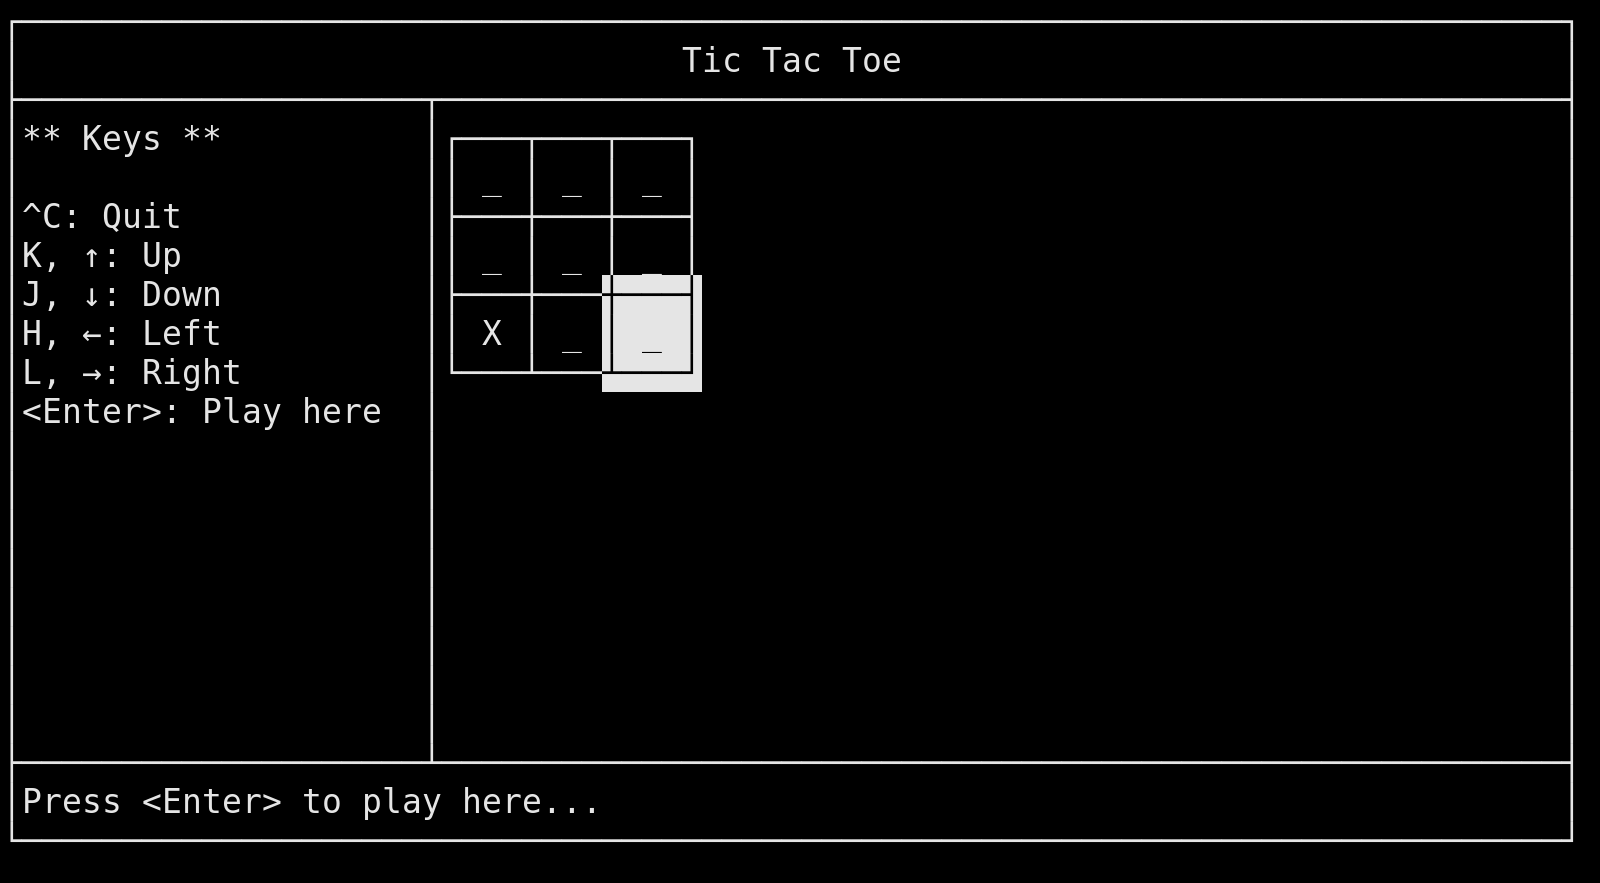 Tic Tac Toe
** Keys **
^C: Quit
K, ↑: Up
J, ↓: Down
H, ←: Left
L, →: Right
<Enter>: Play here
_ _ _
_ _ _
X _ _
Press <Enter> to play here...